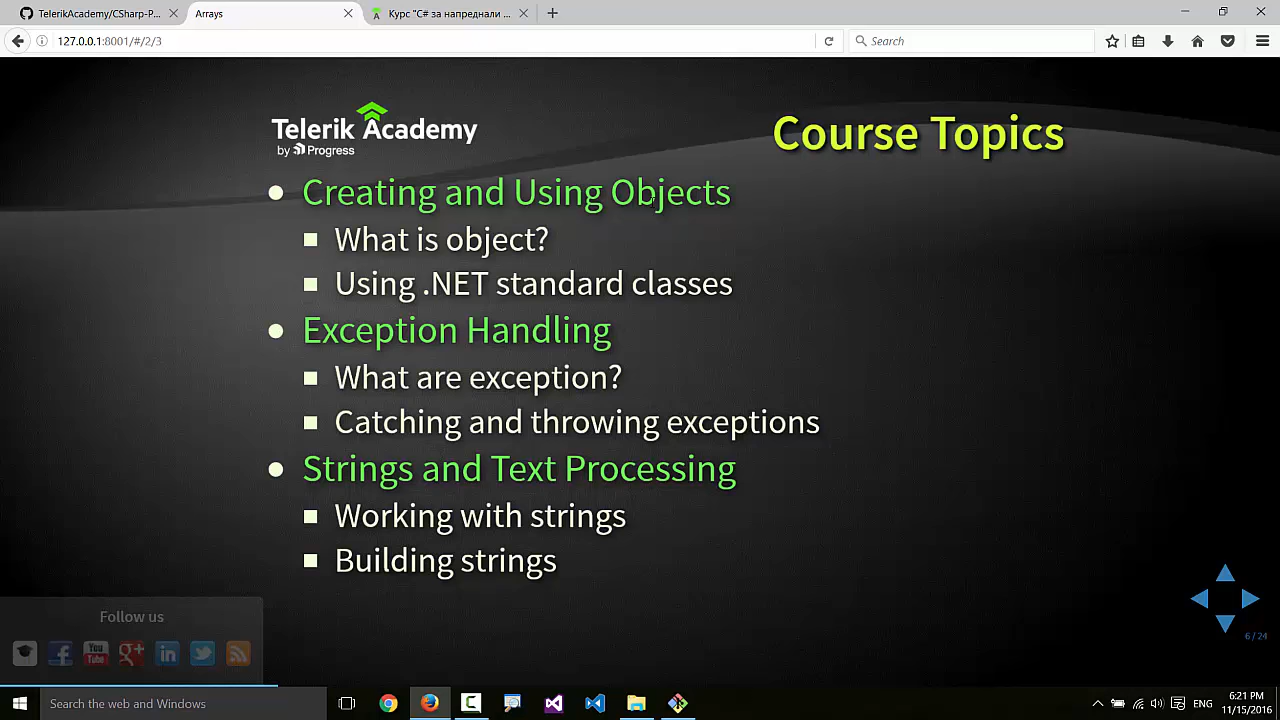 TelerikAcademy/CSharp-P...
Arrays
Курс "C# за напреднали ...
127.0.0.1:8001/#/2/3
Search
Telerik Academy
by Progress
Course Topics
Creating and Using Objects
What is object?
Using .NET standard classes
Exception Handling
What are exception?
Catching and throwing exceptions
Strings and Text Processing
Working with strings
Building strings
Follow us
You Tube
g+
in
6 / 24
Search the web and Windows
ENG
6:21 PM
11/15/2016